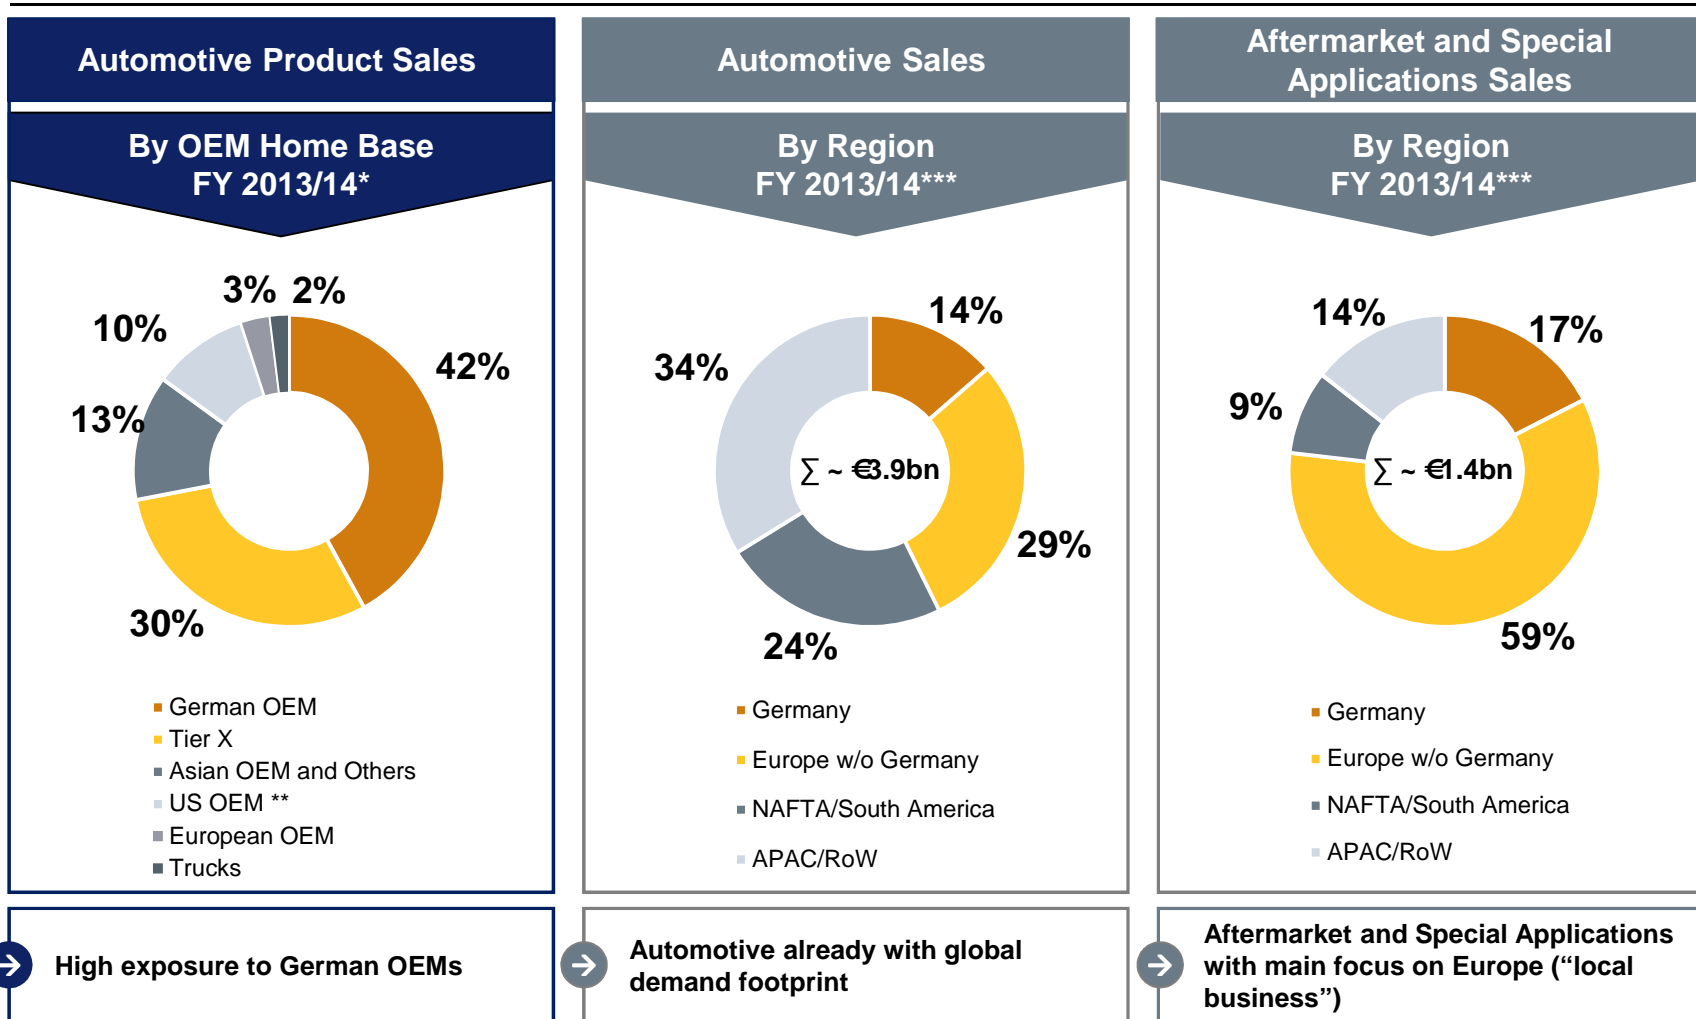 Automotive Product Sales
By OEM Home Base
FY 2013/14*
3% 2%
10%
42%
13%
30%
German OEM
Tier X
Asian OEM and Others
US OEM **
European OEM
Trucks
High exposure to German OEMs
Automotive Sales
By Region
FY 2013/14***
14%
34%
∑ ~ €3.9bn
29%
24%
Germany
Europe w/o Germany
NAFTA/South America
APAC/RoW
Automotive already with global
demand footprint
Aftermarket and Special
Applications Sales
By Region
FY 2013/14***
14%
17%
9%
∑ ~ €1.4bn
59%
Germany
Europe w/o Germany
NAFTA/South America
APAC/RoW
Aftermarket and Special Applications
with main focus on Europe (“local
business”)